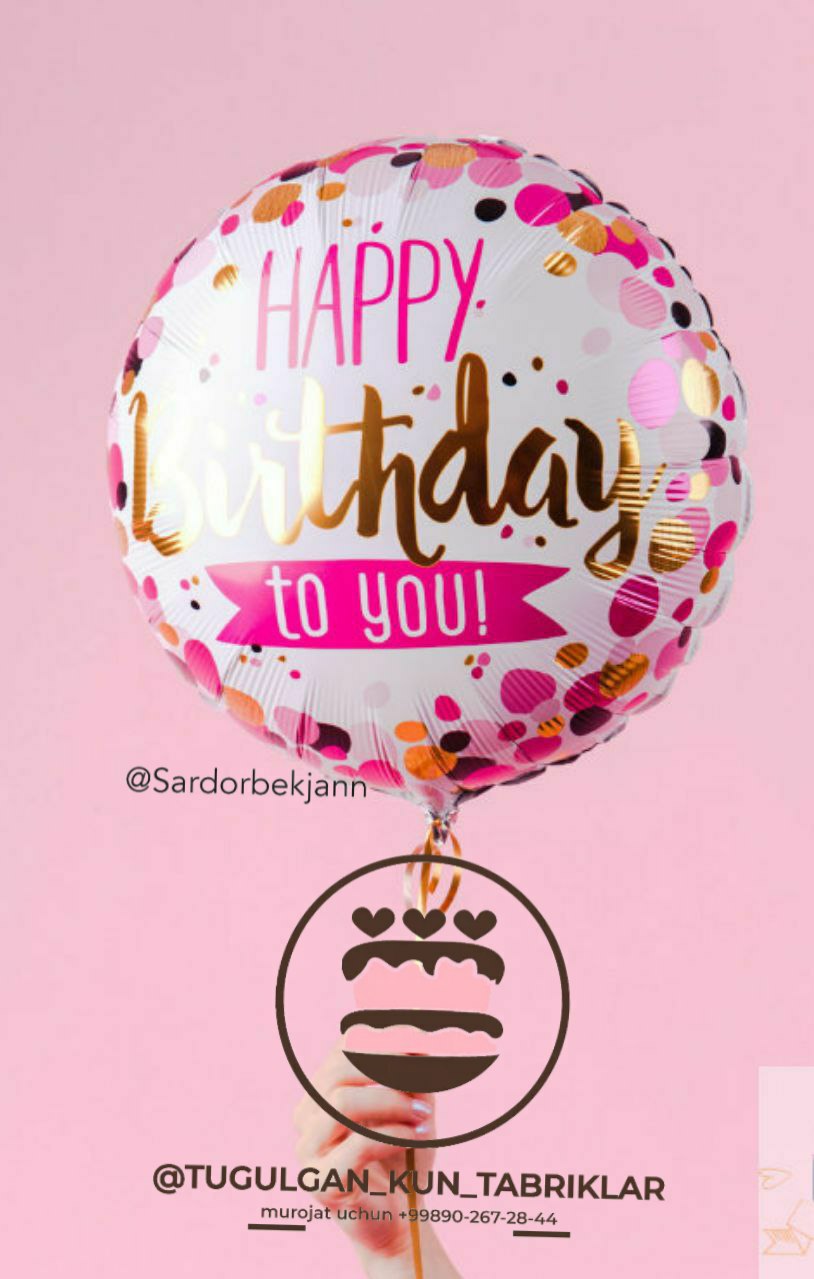 HAPPY
Birthday
to you!
@Sardorbekjann
@TUGULGAN_KUN_TABRIKLAR
murojat uchun +99890-267-28-44